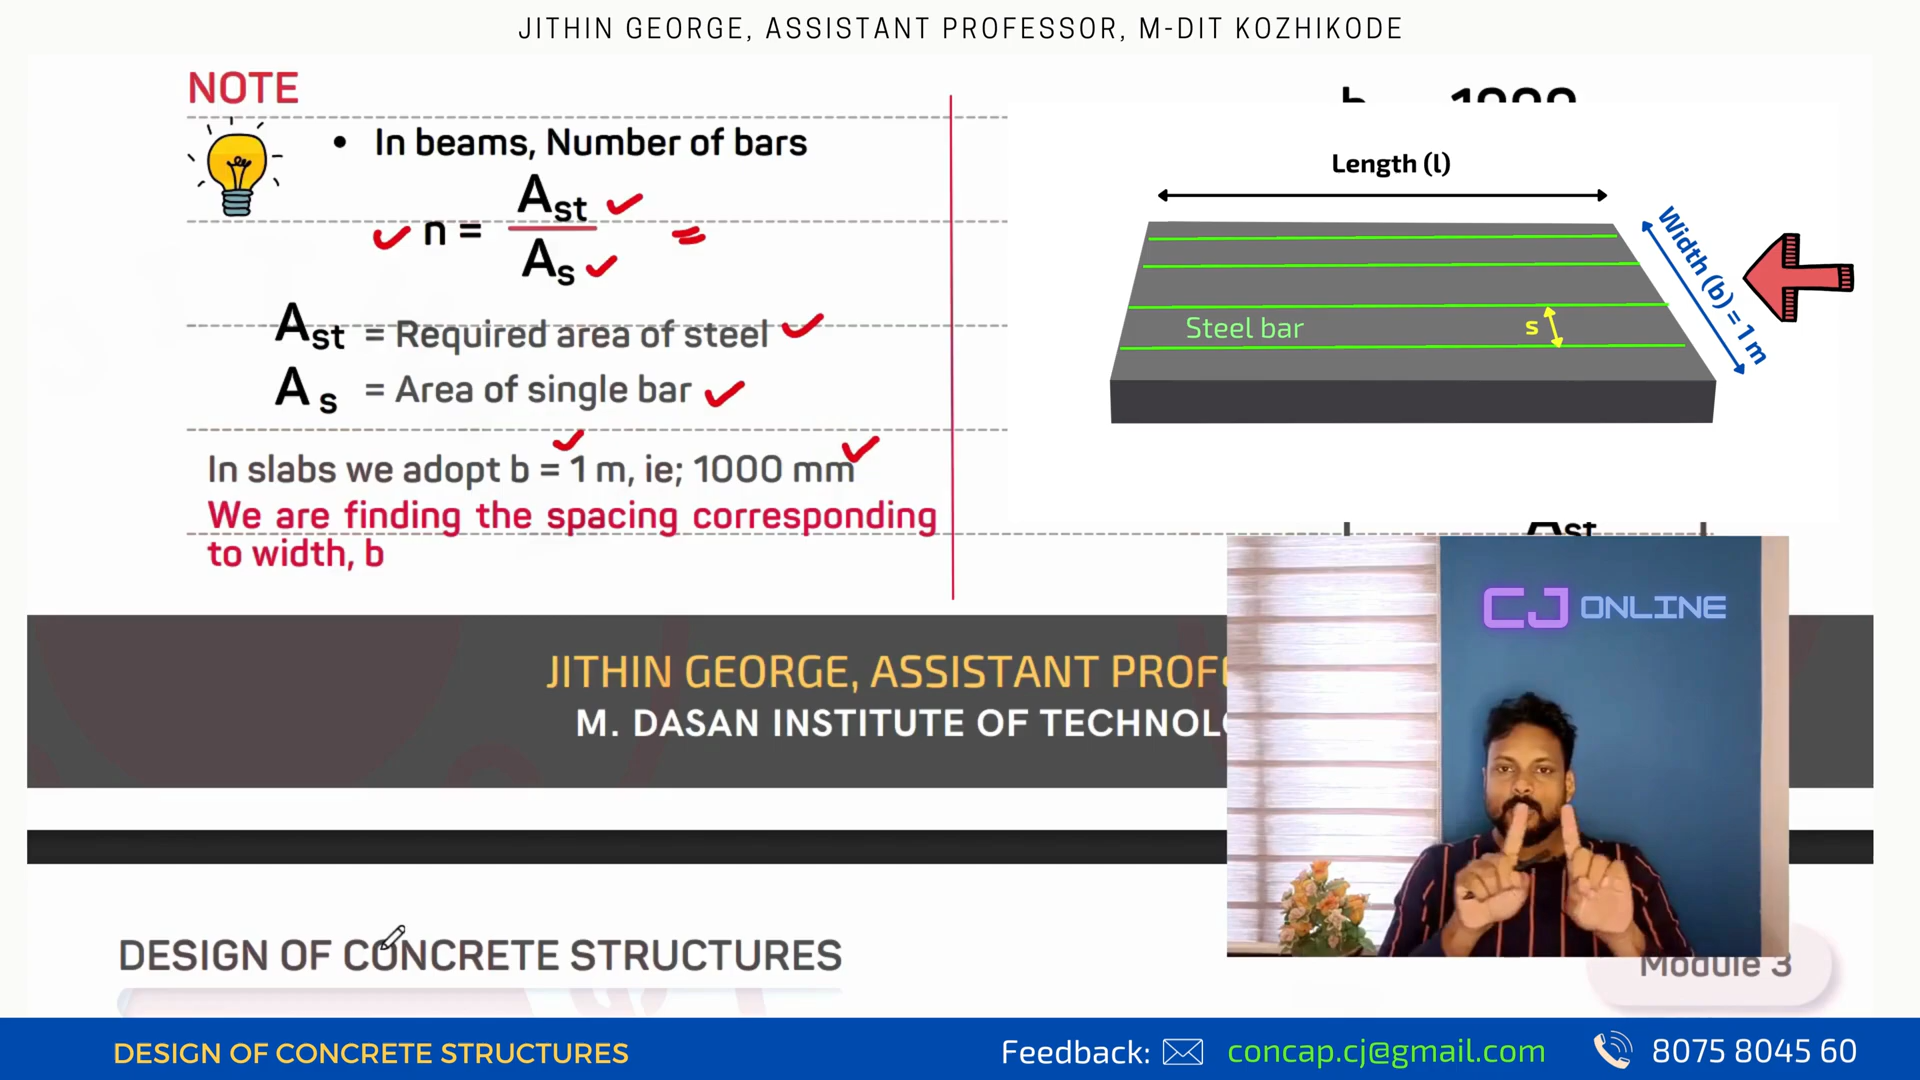 JITHIN GEORGE, ASSISTANT PROFESSOR, M-DIT KOZHIKODE
NOTE
• In beams, Number of bars
n = Ast / As
Ast = Required area of steel
As = Area of single bar
In slabs we adopt b = 1 m, ie; 1000 mm
We are finding the spacing corresponding
to width, b
b 1000
Length (l)
Width (b) = 1 m
Steel bar
s
Ast
CJ ONLINE
JITHIN GEORGE, ASSISTANT PROF
M. DASAN INSTITUTE OF TECHNOL
DESIGN OF CONCRETE STRUCTURES
Module 3
DESIGN OF CONCRETE STRUCTURES
Feedback: concap.cj@gmail.com 8075 8045 60